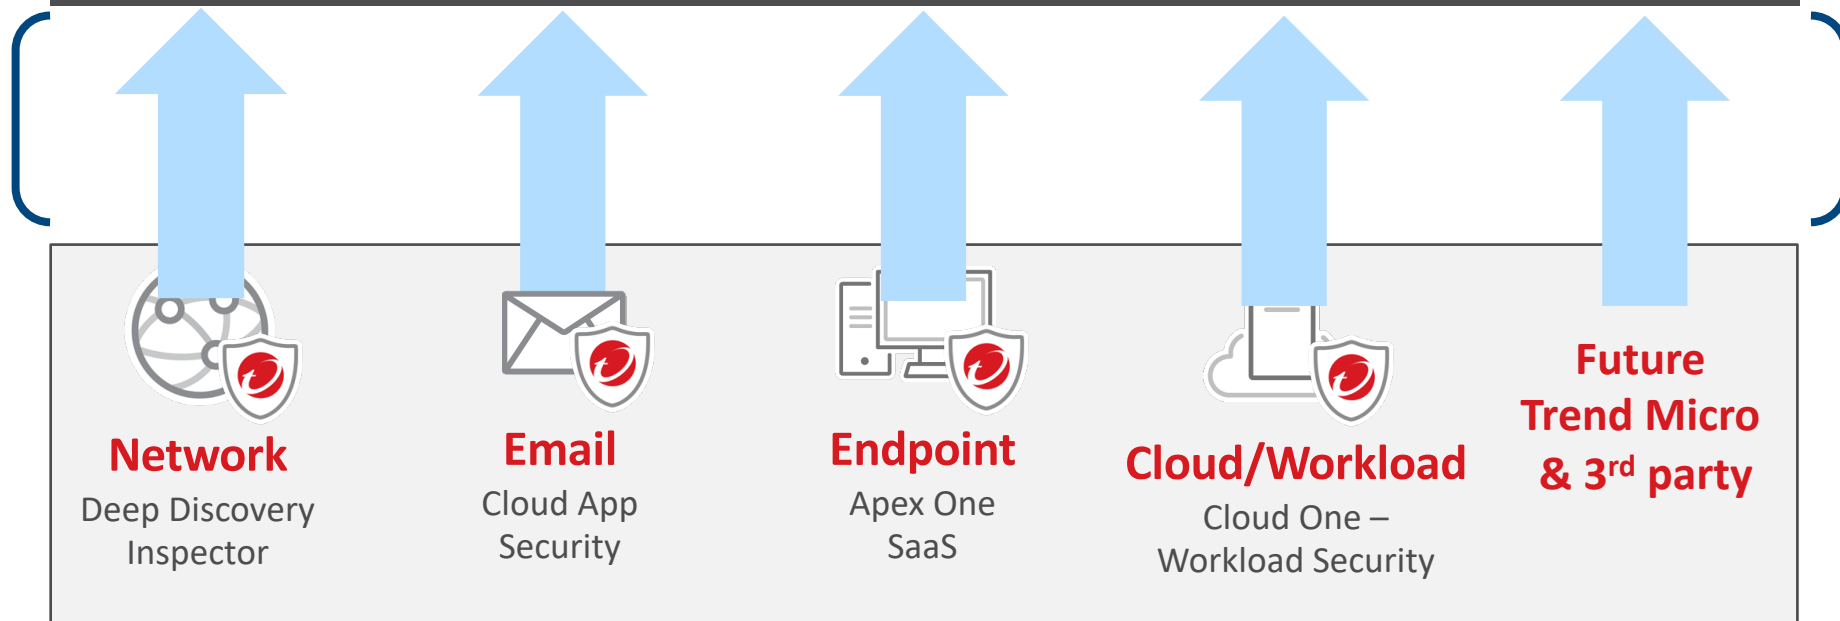 Network
Deep Discovery
Inspector
Email
Cloud App
Security
Endpoint
Apex One
SaaS
Cloud/Workload
Cloud One –
Workload Security
Future
Trend Micro
& 3rd party